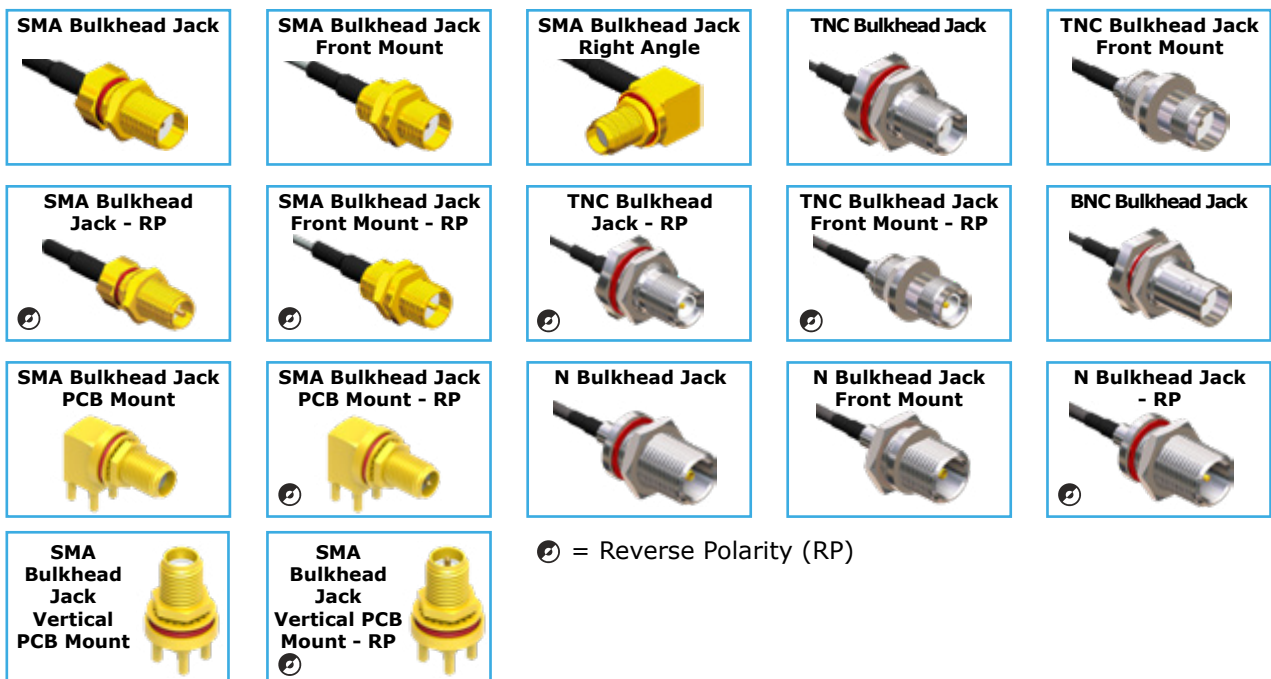 SMA Bulkhead Jack
SMA Bulkhead Jack
Front Mount
SMA Bulkhead Jack
Right Angle
TNC Bulkhead Jack
TNC Bulkhead Jack
Front Mount
SMA Bulkhead
Jack - RP
SMA Bulkhead Jack
Front Mount - RP
TNC Bulkhead
Jack - RP
TNC Bulkhead Jack
Front Mount - RP
BNC Bulkhead Jack
SMA Bulkhead Jack
PCB Mount
SMA Bulkhead Jack
PCB Mount - RP
N Bulkhead Jack
N Bulkhead Jack
Front Mount
N Bulkhead Jack
- RP
SMA
Bulkhead
Jack
Vertical
PCB Mount
SMA
Bulkhead
Jack
Vertical PCB
Mount - RP
= Reverse Polarity (RP)